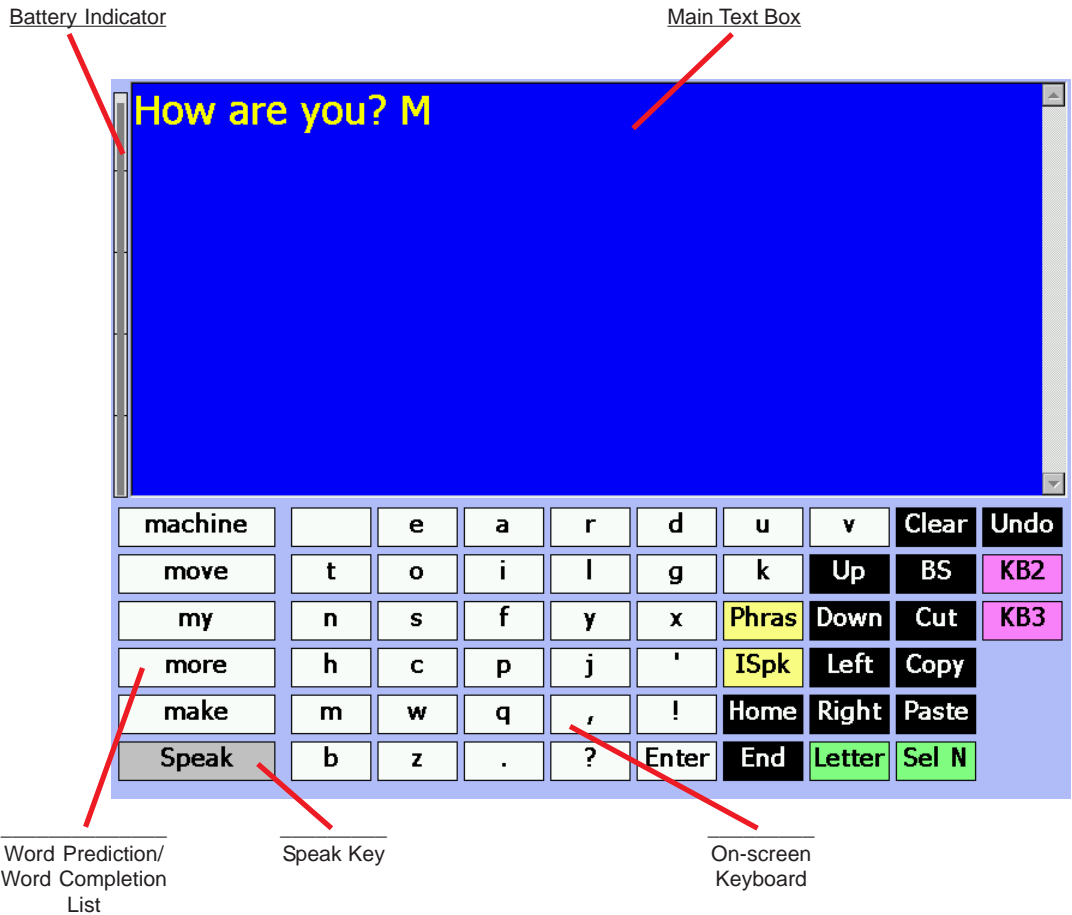 Battery Indicator Main Text Box
How are you? M
machine e a r d u v Clear Undo
move t o i l g k Up BS KB2
my n s f y x Phras Down Cut KB3
more h c p j ' ISpk Left Copy
make m w q , ! Home Right Paste
Speak b z . ? Enter End Letter Sel N
Word Prediction/ Speak Key On-screen
Word Completion Keyboard
List